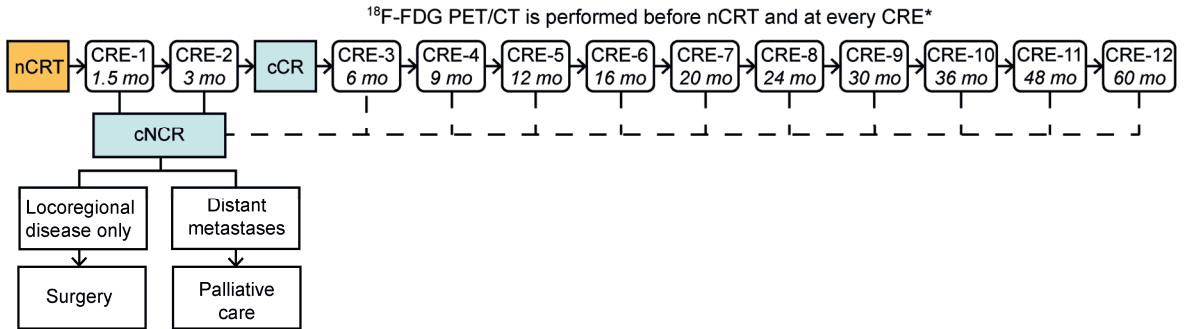 ¹⁸F-FDG PET/CT is performed before nCRT and at every CRE*
nCRT
CRE-1
1.5 mo
CRE-2
3 mo
cCR
CRE-3
6 mo
CRE-4
9 mo
CRE-5
12 mo
CRE-6
16 mo
CRE-7
20 mo
CRE-8
24 mo
CRE-9
30 mo
CRE-10
36 mo
CRE-11
48 mo
CRE-12
60 mo
cNCR
Locoregional
disease only
Distant
metastases
Surgery
Palliative
care